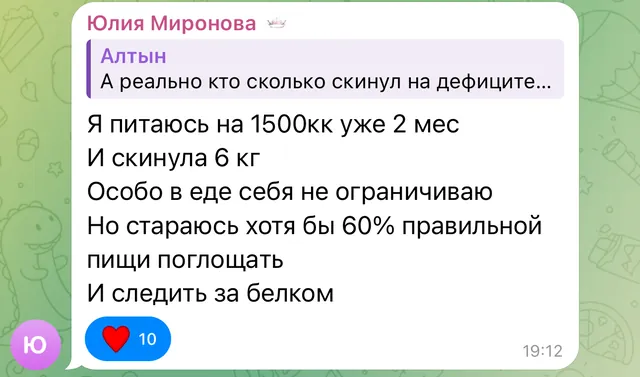 Юлия Миронова
Алтын
А реально кто сколько скинул на дефиците...
Я питаюсь на 1500кк уже 2 мес
И скинула 6 кг
Особо в еде себя не ограничиваю
Но стараюсь хотя бы 60% правильной
пищи поглощать
И следить за белком
10
Ю
19:12